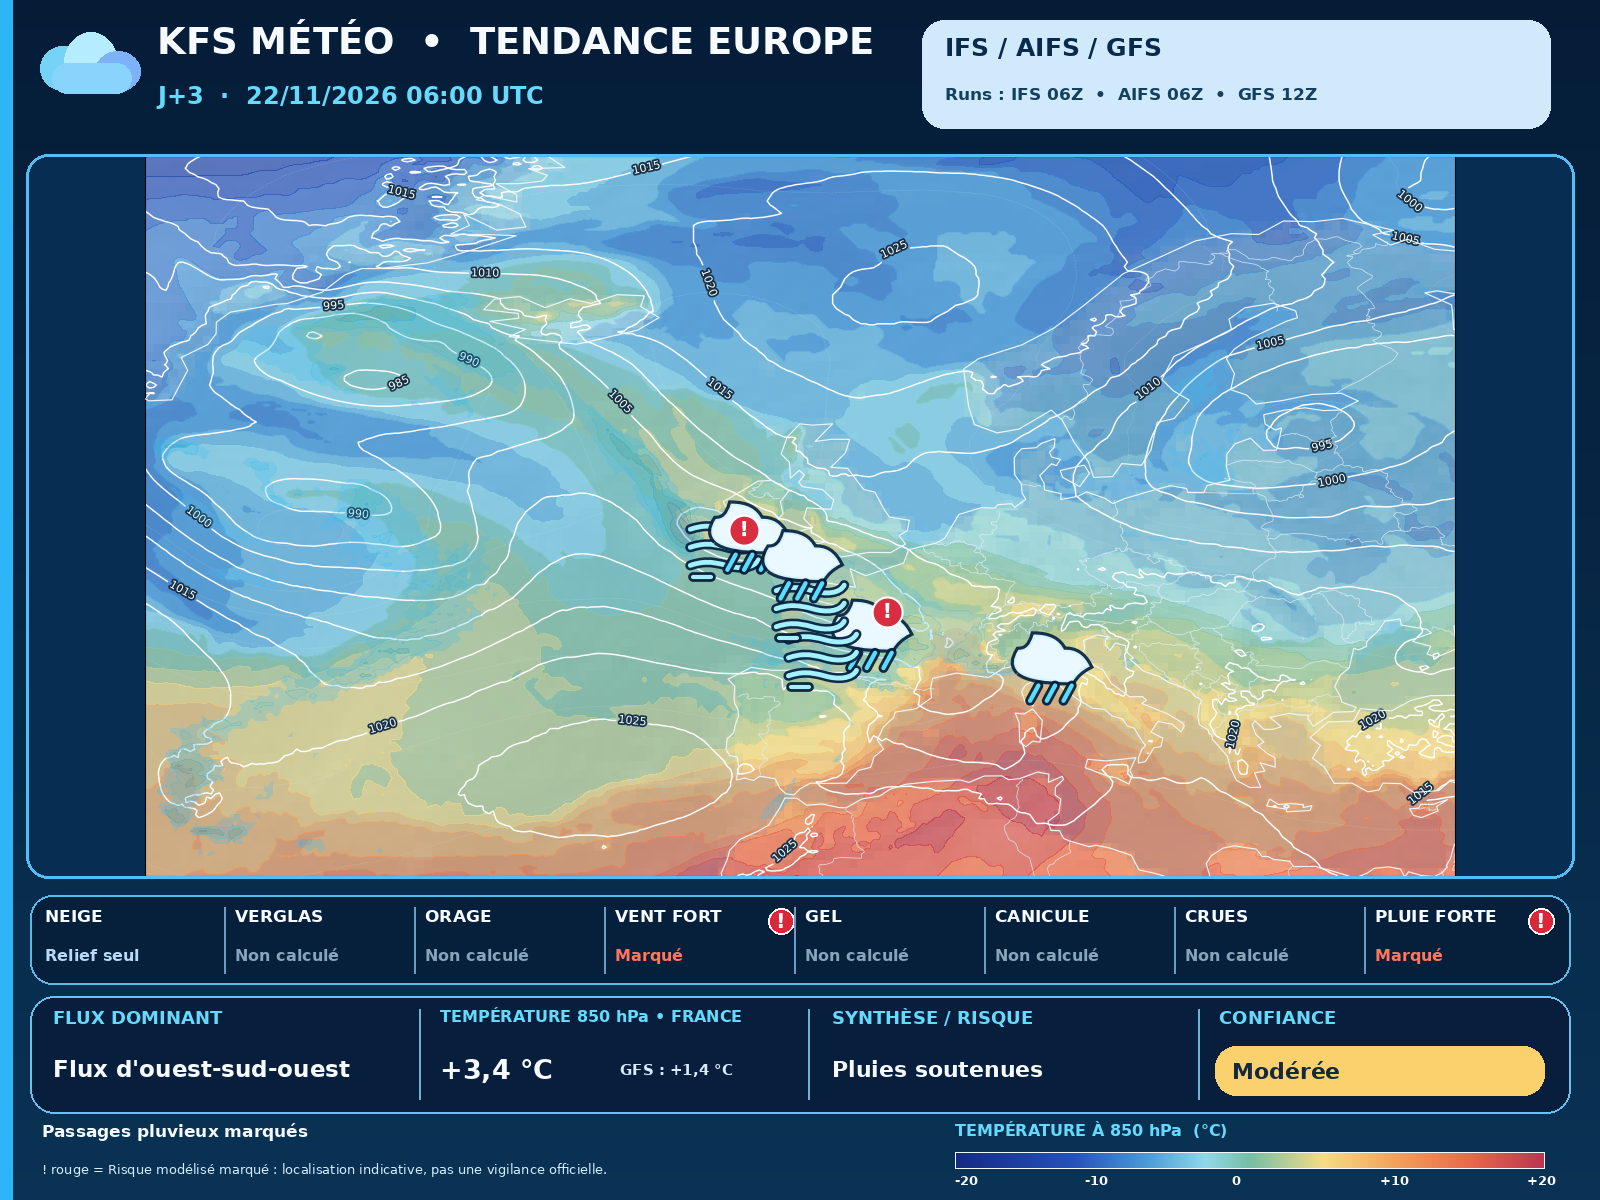 KFS MÉTÉO • TENDANCE EUROPE
J+3 · 22/11/2026 06:00 UTC
IFS / AIFS / GFS
Runs : IFS 06Z • AIFS 06Z • GFS 12Z
1015
1015
1000
1005
1025
1010
1020
995
1005
990
985
1015
1010
1005
995
1000
990
1000
!
1015
!
1020
1025
1020
1020
1015
1025
NEIGE
Relief seul
VERGLAS
Non calculé
ORAGE
Non calculé
VENT FORT !
Marqué
GEL
Non calculé
CANICULE
Non calculé
CRUES
Non calculé
PLUIE FORTE !
Marqué
FLUX DOMINANT
Flux d'ouest-sud-ouest
TEMPÉRATURE 850 hPa • FRANCE
+3,4 °C GFS : +1,4 °C
SYNTHÈSE / RISQUE
Pluies soutenues
CONFIANCE
Modérée
Passages pluvieux marqués
! rouge = Risque modélisé marqué : localisation indicative, pas une vigilance officielle.
TEMPÉRATURE À 850 hPa (°C)
-20 -10 0 +10 +20